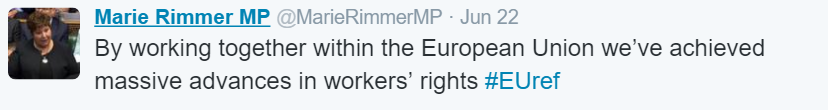 Marie Rimmer MP @MarieRimmerMP · Jun 22
By working together within the European Union we’ve achieved
massive advances in workers’ rights #EUref